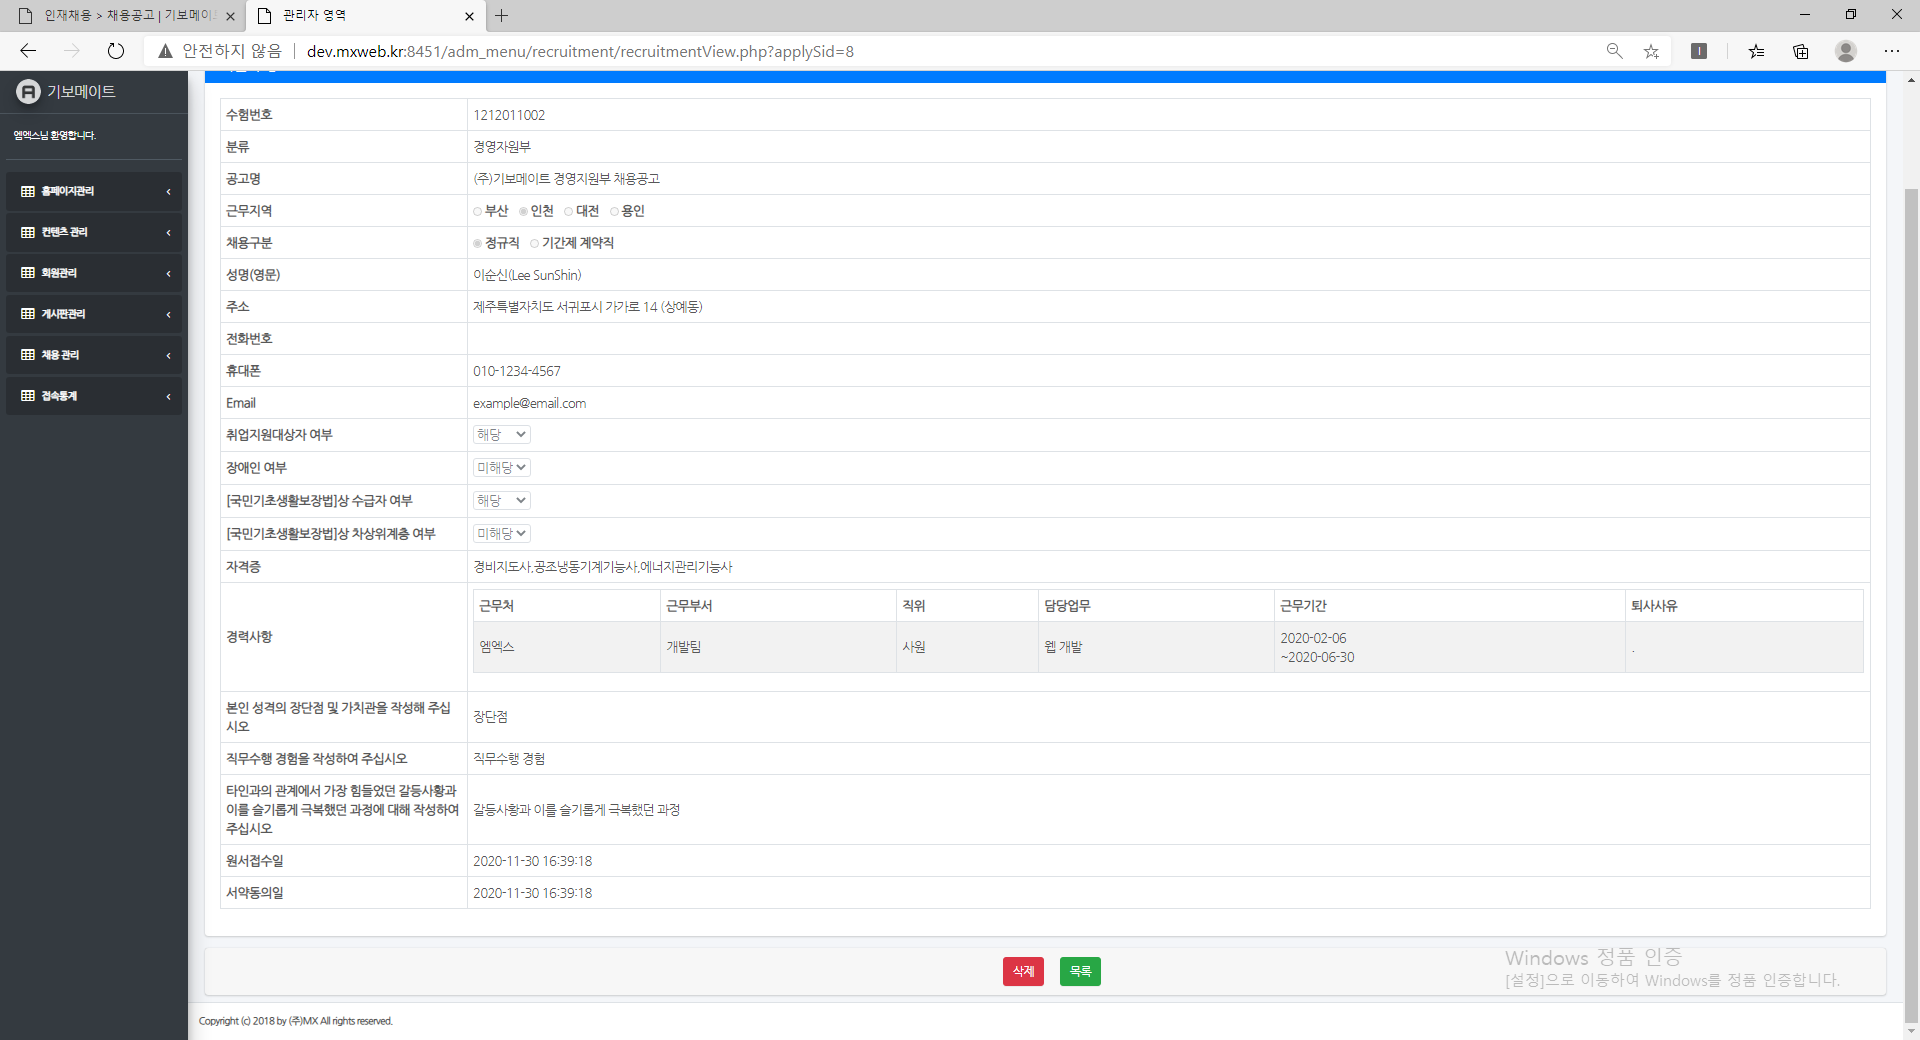 인재채용 > 채용공고 | 기보메이트
관리자 영역
안전하지 않음 | dev.mxweb.kr:8451/adm_menu/recruitment/recruitmentView.php?applySid=8
기보메이트
엠엑스님 환영합니다.
홈페이지관리
컨텐츠 관리
회원관리
게시판관리
채용 관리
접속통계
수험번호 1212011002
분류 경영자원부
공고명 (주)기보메이트 경영지원부 채용공고
근무지역 부산 인천 대전 용인
채용구분 정규직 기간제 계약직
성명(영문) 이순신(Lee SunShin)
주소 제주특별자치도 서귀포시 가가로 14 (상예동)
전화번호
휴대폰 010-1234-4567
Email example@email.com
취업지원대상자 여부 해당
장애인 여부 미해당
[국민기초생활보장법]상 수급자 여부 해당
[국민기초생활보장법]상 차상위계층 여부 미해당
자격증 경비지도사,공조냉동기계기능사,에너지관리기능사
경력사항
근무처 근무부서 직위 담당업무 근무기간 퇴사사유
엠엑스 개발팀 사원 웹 개발 2020-02-06
~2020-06-30 .
본인 성격의 장단점 및 가치관을 작성해 주십
시오
장단점
직무수행 경험을 작성하여 주십시오 직무수행 경험
타인과의 관계에서 가장 힘들었던 갈등사황과
이를 슬기롭게 극복했던 과정에 대해 작성하여
주십시오
갈등사황과 이를 슬기롭게 극복했던 과정
원서접수일 2020-11-30 16:39:18
서약동의일 2020-11-30 16:39:18
삭제 목록
Windows 정품 인증
[설정]으로 이동하여 Windows를 정품 인증합니다.
Copyright (c) 2018 by (주)MX All rights reserved.